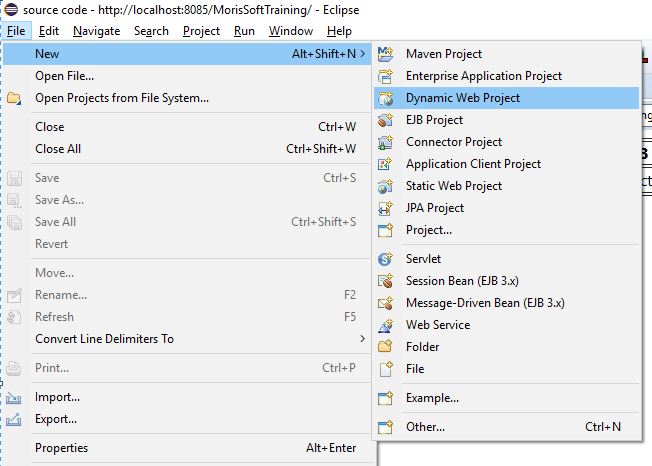 source code - http://localhost:8085/MorisSoftTraining/ - Eclipse
File Edit Navigate Search Project Run Window Help
New Alt+Shift+N >
Open File...
Open Projects from File System...
Close Ctrl+W
Close All Ctrl+Shift+W
Save Ctrl+S
Save As...
Save All Ctrl+Shift+S
Revert
Move...
Rename... F2
Refresh F5
Convert Line Delimiters To >
Print... Ctrl+P
Import...
Export...
Properties Alt+Enter
Maven Project
Enterprise Application Project
Dynamic Web Project
EJB Project
Connector Project
Application Client Project
Static Web Project
JPA Project
Project...
Servlet
Session Bean (EJB 3.x)
Message-Driven Bean (EJB 3.x)
Web Service
Folder
File
Example...
Other... Ctrl+N